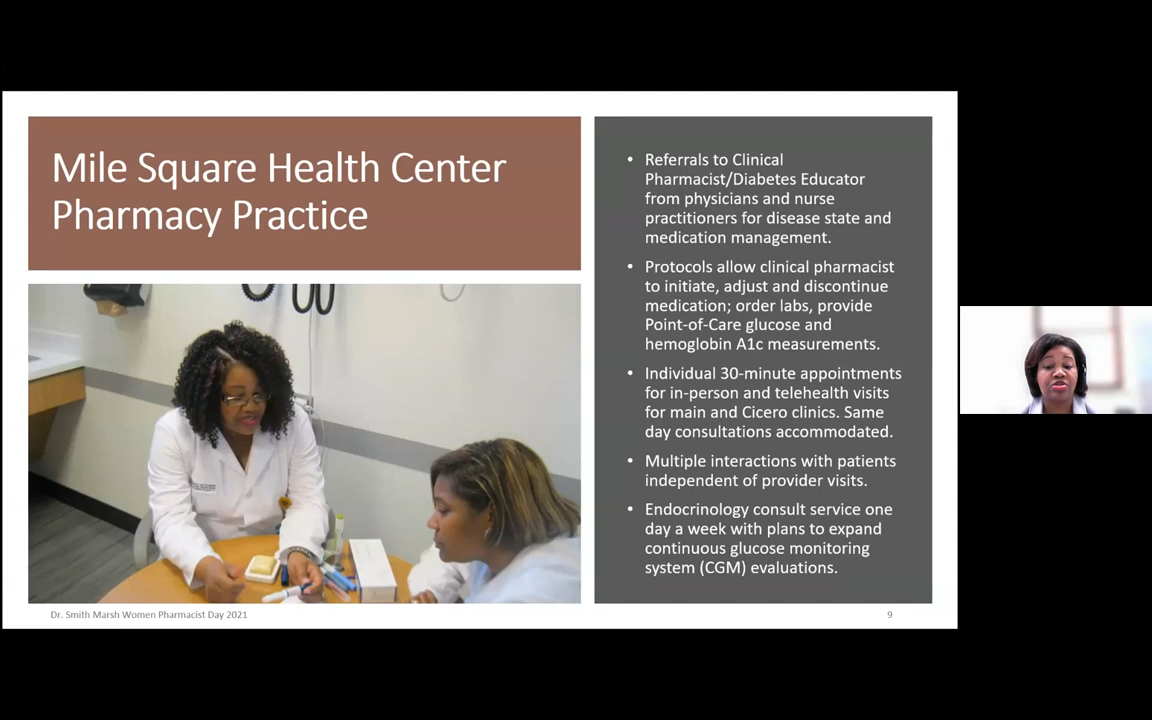 Mile Square Health Center
Pharmacy Practice
• Referrals to Clinical
Pharmacist/Diabetes Educator
from physicians and nurse
practitioners for disease state and
medication management.
• Protocols allow clinical pharmacist
to initiate, adjust and discontinue
medication; order labs, provide
Point-of-Care glucose and
hemoglobin A1c measurements.
• Individual 30-minute appointments
for in-person and telehealth visits
for main and Cicero clinics. Same
day consultations accommodated.
• Multiple interactions with patients
independent of provider visits.
• Endocrinology consult service one
day a week with plans to expand
continuous glucose monitoring
system (CGM) evaluations.
Dr. Smith Marsh Women Pharmacist Day 2021
9